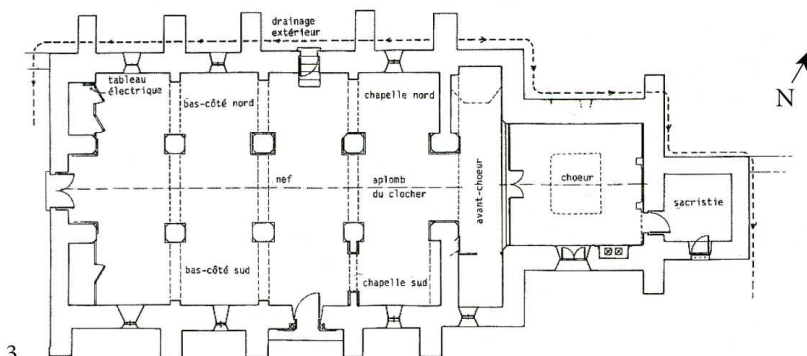 drainage
extérieur
N
tableau
électrique
bas-côté nord
chapelle nord
nef
aplomb
du clocher
avant-choeur
choeur
sacristie
bas-côté sud
chapelle sud
3